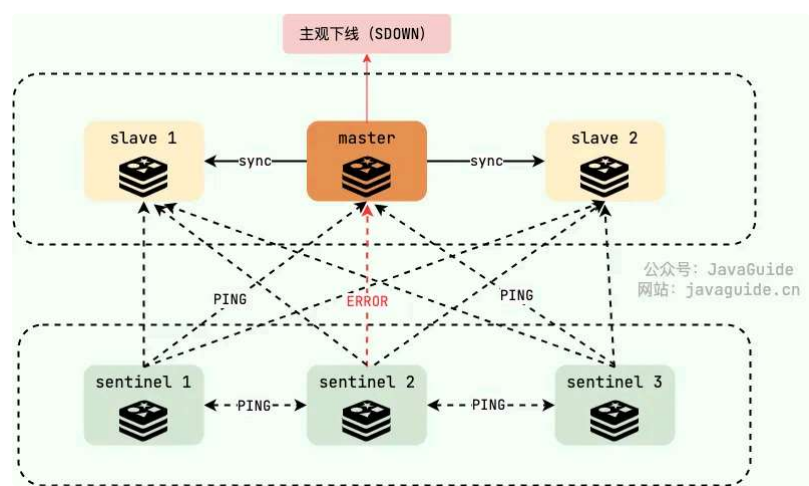 主观下线（SDOWN）
slave 1
master
slave 2
sync
sync
公众号：JavaGuide
网站：javaguide.cn
PING
ERROR
PING
sentinel 1
sentinel 2
sentinel 3
PING
PING